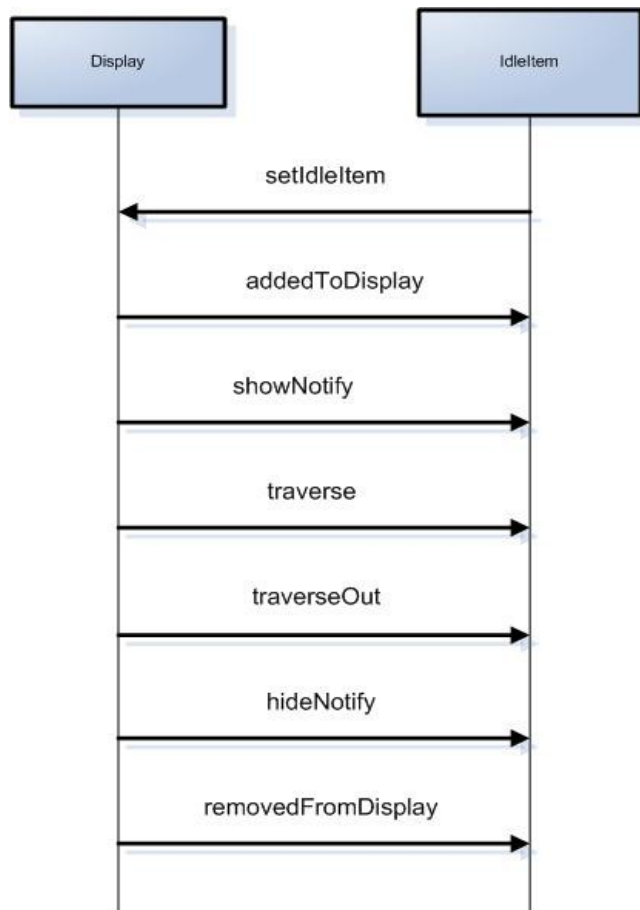 Display
IdleItem
setIdleItem
addedToDisplay
showNotify
traverse
traverseOut
hideNotify
removedFromDisplay